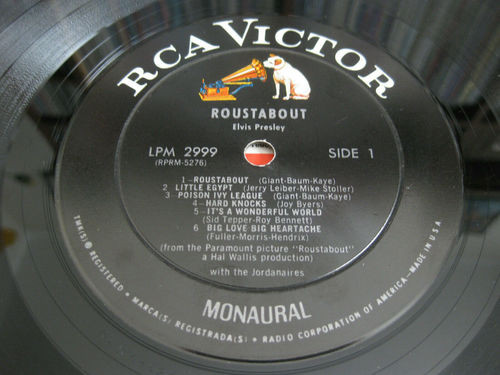 RCA VICTOR
ROUSTABOUT
Elvis Presley
LPM 2999
(RPRM-5276)
SIDE 1
1-ROUSTABOUT (Giant-Baum-Kaye)
2 LITTLE EGYPT (Jerry Leiber-Mike Stoller)
3 POISON IVY LEAGUE (Giant-Baum-Kaye)
4 HARD KNOCKS (Joy Byers)
5 IT'S A WONDERFUL WORLD
(Sid Tepper-Roy Bennett)
6 BIG LOVE BIG HEARTACHE
(Fuller-Morris-Hendrix)
(from the Paramount picture "Roustabout"
a Hal Wallis production)
with the Jordanaires
MONAURAL
TMK(S) ® REGISTERED • MARCA(S) REGISTRADA(S) • RADIO CORPORATION OF AMERICA-MADE IN U.S.A